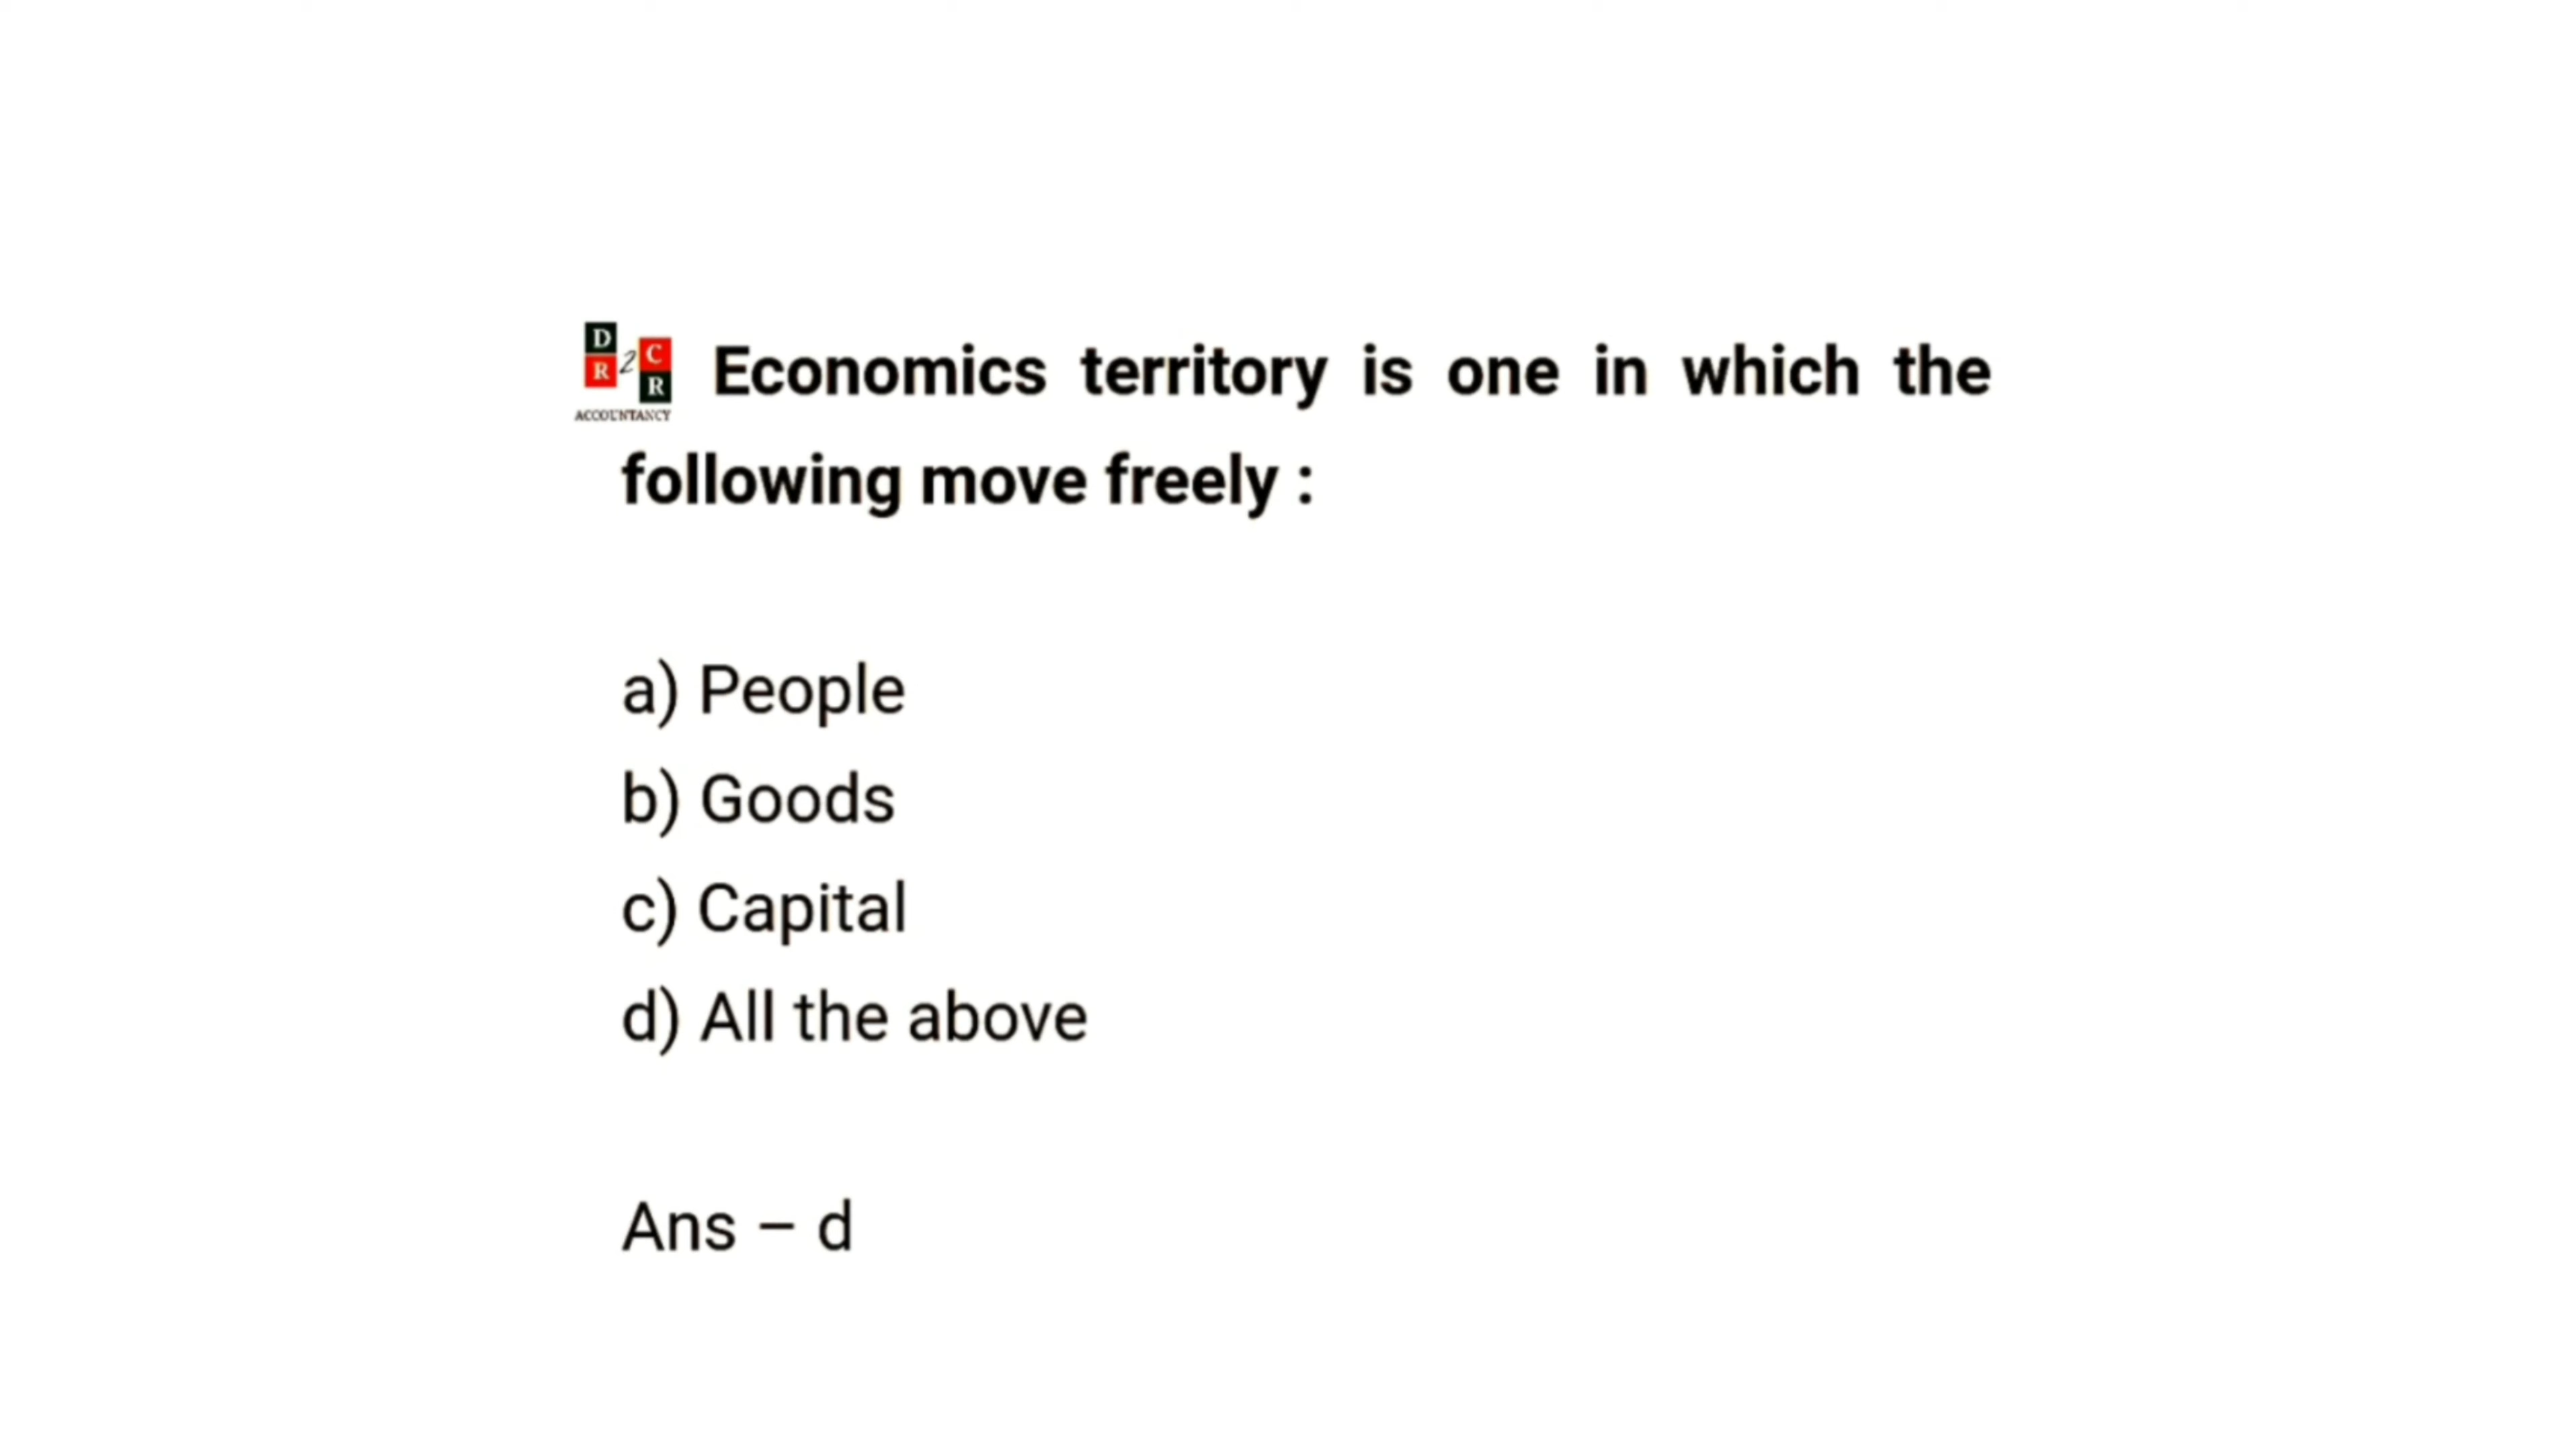 D
R
2
C
R
ACCOUNTANCY
Economics territory is one in which the
following move freely :
a) People
b) Goods
c) Capital
d) All the above
Ans – d